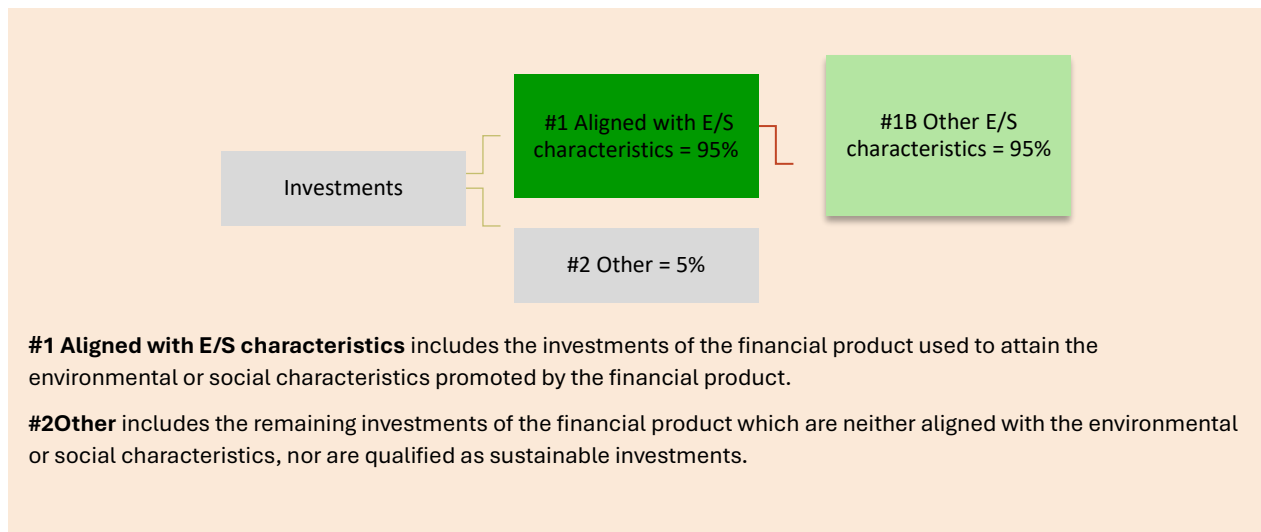 #1 Aligned with E/S
characteristics = 95%
#1B Other E/S
characteristics = 95%
Investments
#2 Other = 5%
#1 Aligned with E/S characteristics includes the investments of the financial product used to attain the
environmental or social characteristics promoted by the financial product.
#2Other includes the remaining investments of the financial product which are neither aligned with the environmental
or social characteristics, nor are qualified as sustainable investments.